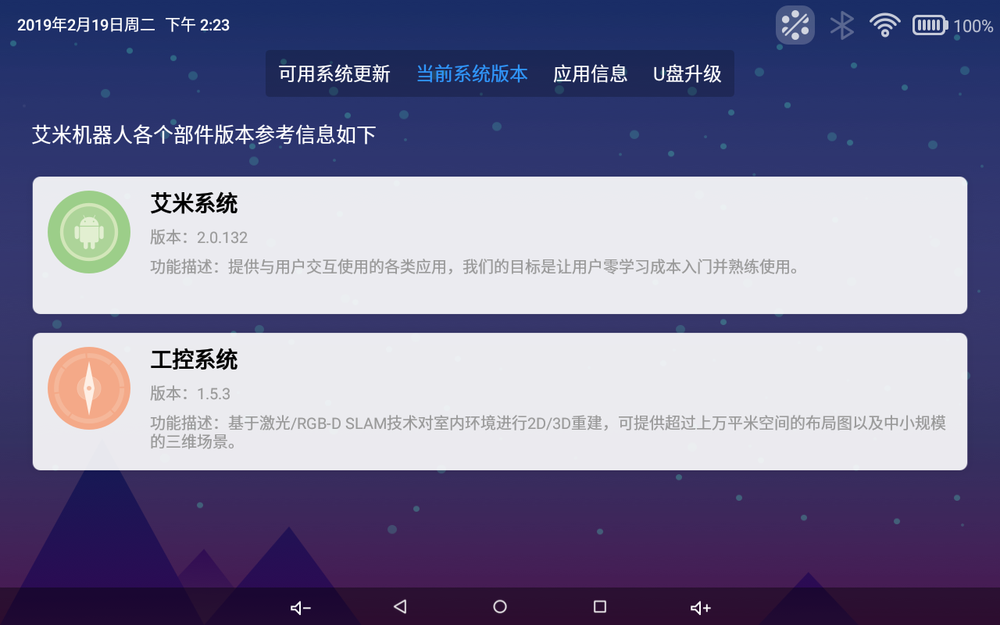 2019年2月19日周二 下午 2:23
100%
可用系统更新 当前系统版本 应用信息 U盘升级
艾米机器人各个部件版本参考信息如下
艾米系统
版本：2.0.132
功能描述：提供与用户交互使用的各类应用，我们的目标是让用户零学习成本入门并熟练使用。
工控系统
版本：1.5.3
功能描述：基于激光/RGB-D SLAM技术对室内环境进行2D/3D重建，可提供超过上万平米空间的布局图以及中小规模
的三维场景。